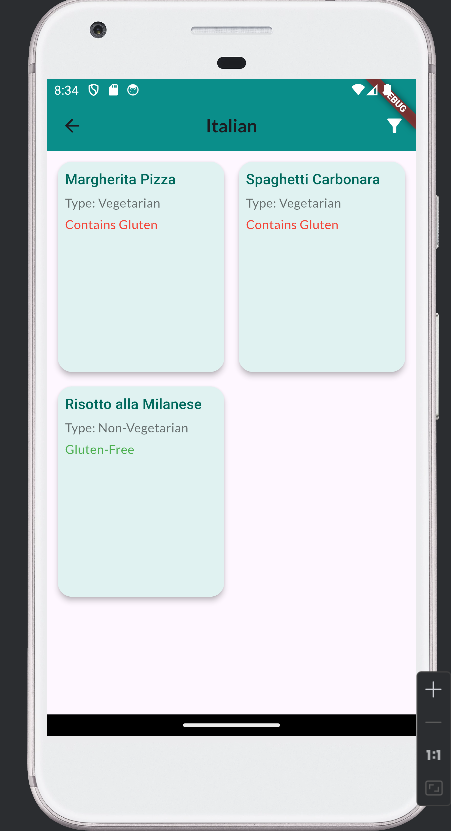 8:34
DEBUG
Italian
Margherita Pizza
Type: Vegetarian
Contains Gluten
Spaghetti Carbonara
Type: Vegetarian
Contains Gluten
Risotto alla Milanese
Type: Non-Vegetarian
Gluten-Free
1:1